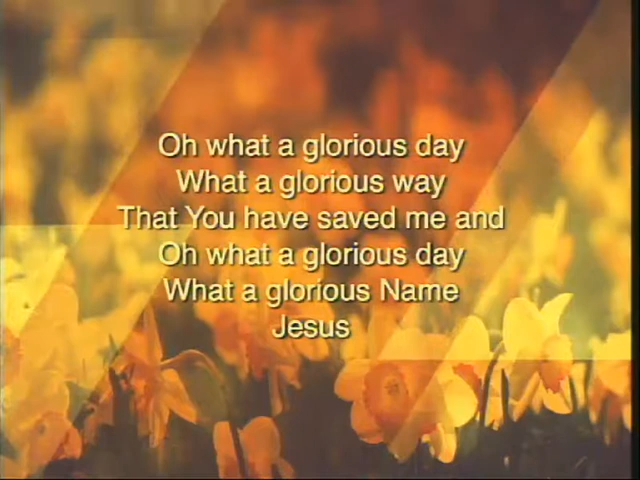 Oh what a glorious day
What a glorious way
That You have saved me and
Oh what a glorious day
What a glorious Name
Jesus